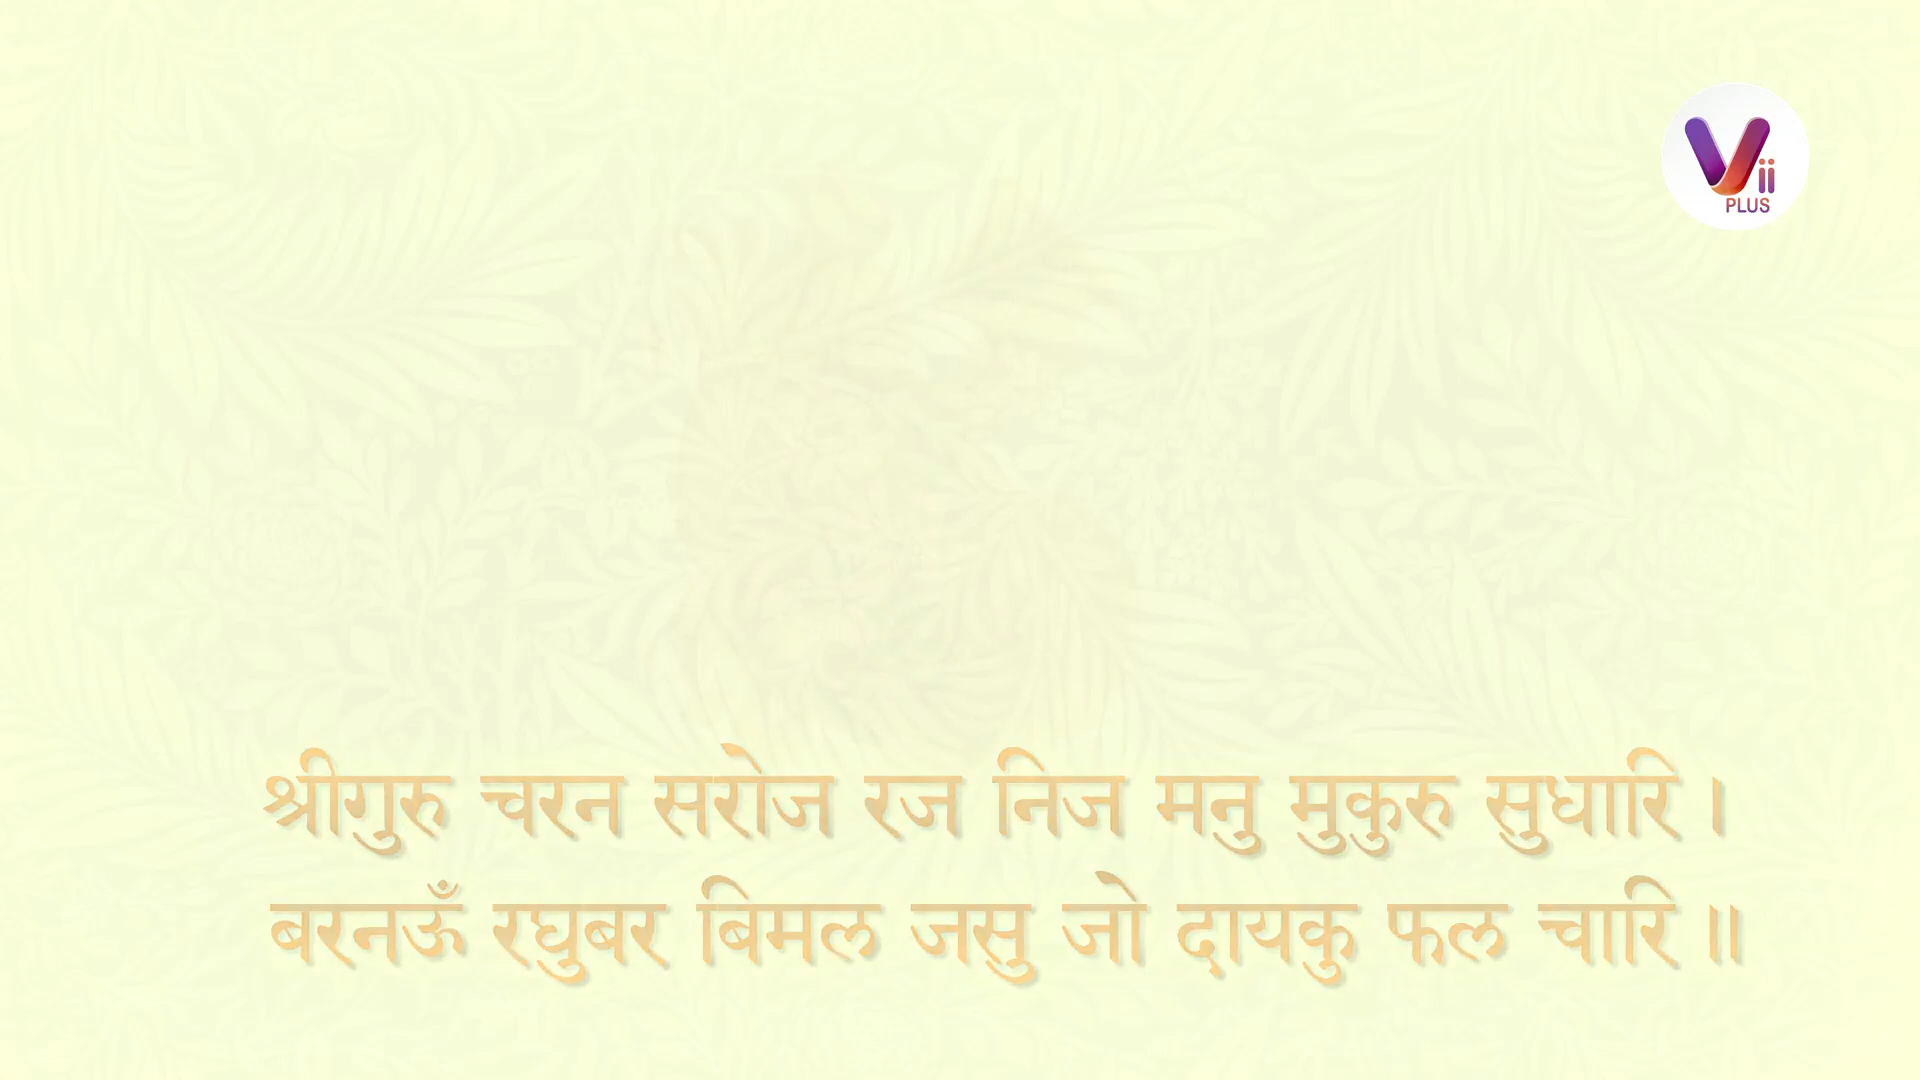 Vii
PLUS
श्रीगुरु चरन सरोज रज निज मनु मुकुरु सुधारि ।
बरनऊँ रघुबर बिमल जसु जो दायकु फल चारि ॥